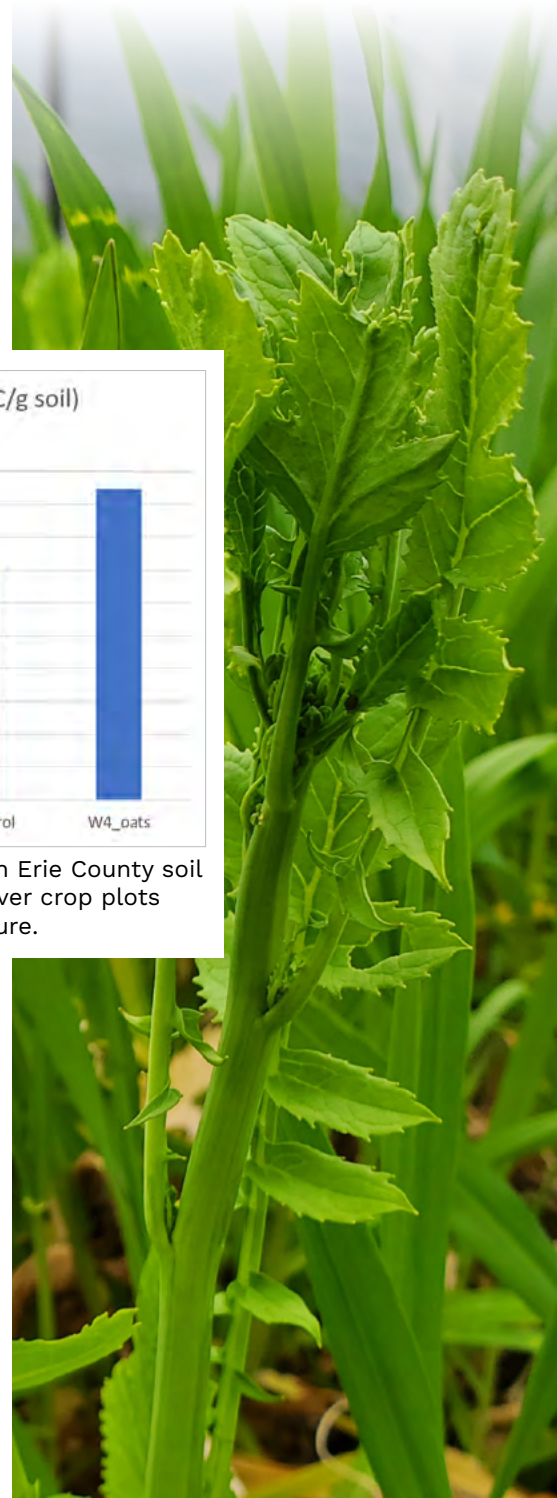 C/g soil)
rol W4_oats
n Erie County soil
ver crop plots
ure.